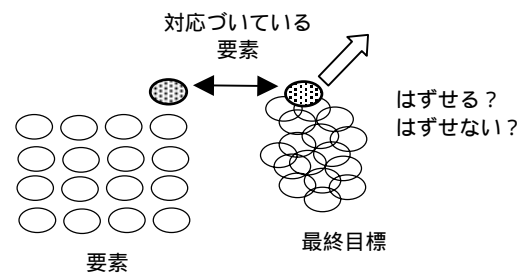 対応づいている
要素
はずせる？
はずせない？
最終目標
要素